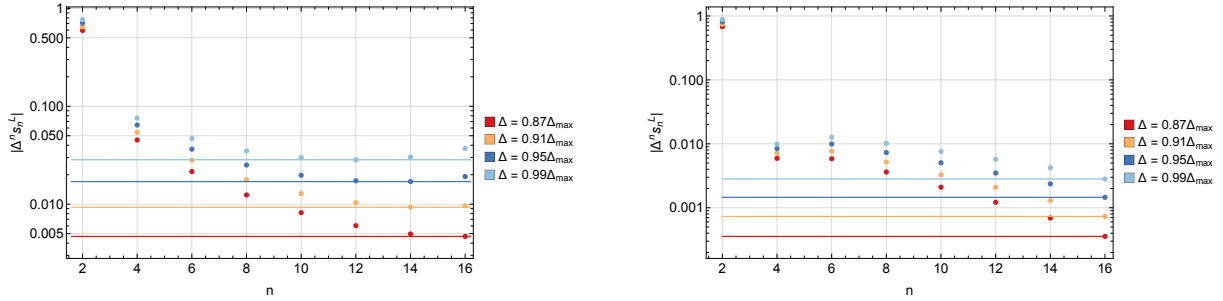 1
0.500
0.100
0.050
0.010
0.005
|Δⁿsₙᴸ|
2 4 6 8 10 12 14 16
n
Δ = 0.87Δmax
Δ = 0.91Δmax
Δ = 0.95Δmax
Δ = 0.99Δmax
1
0.100
0.010
0.001
|Δⁿsₙᴸ|
2 4 6 8 10 12 14 16
n
Δ = 0.87Δmax
Δ = 0.91Δmax
Δ = 0.95Δmax
Δ = 0.99Δmax